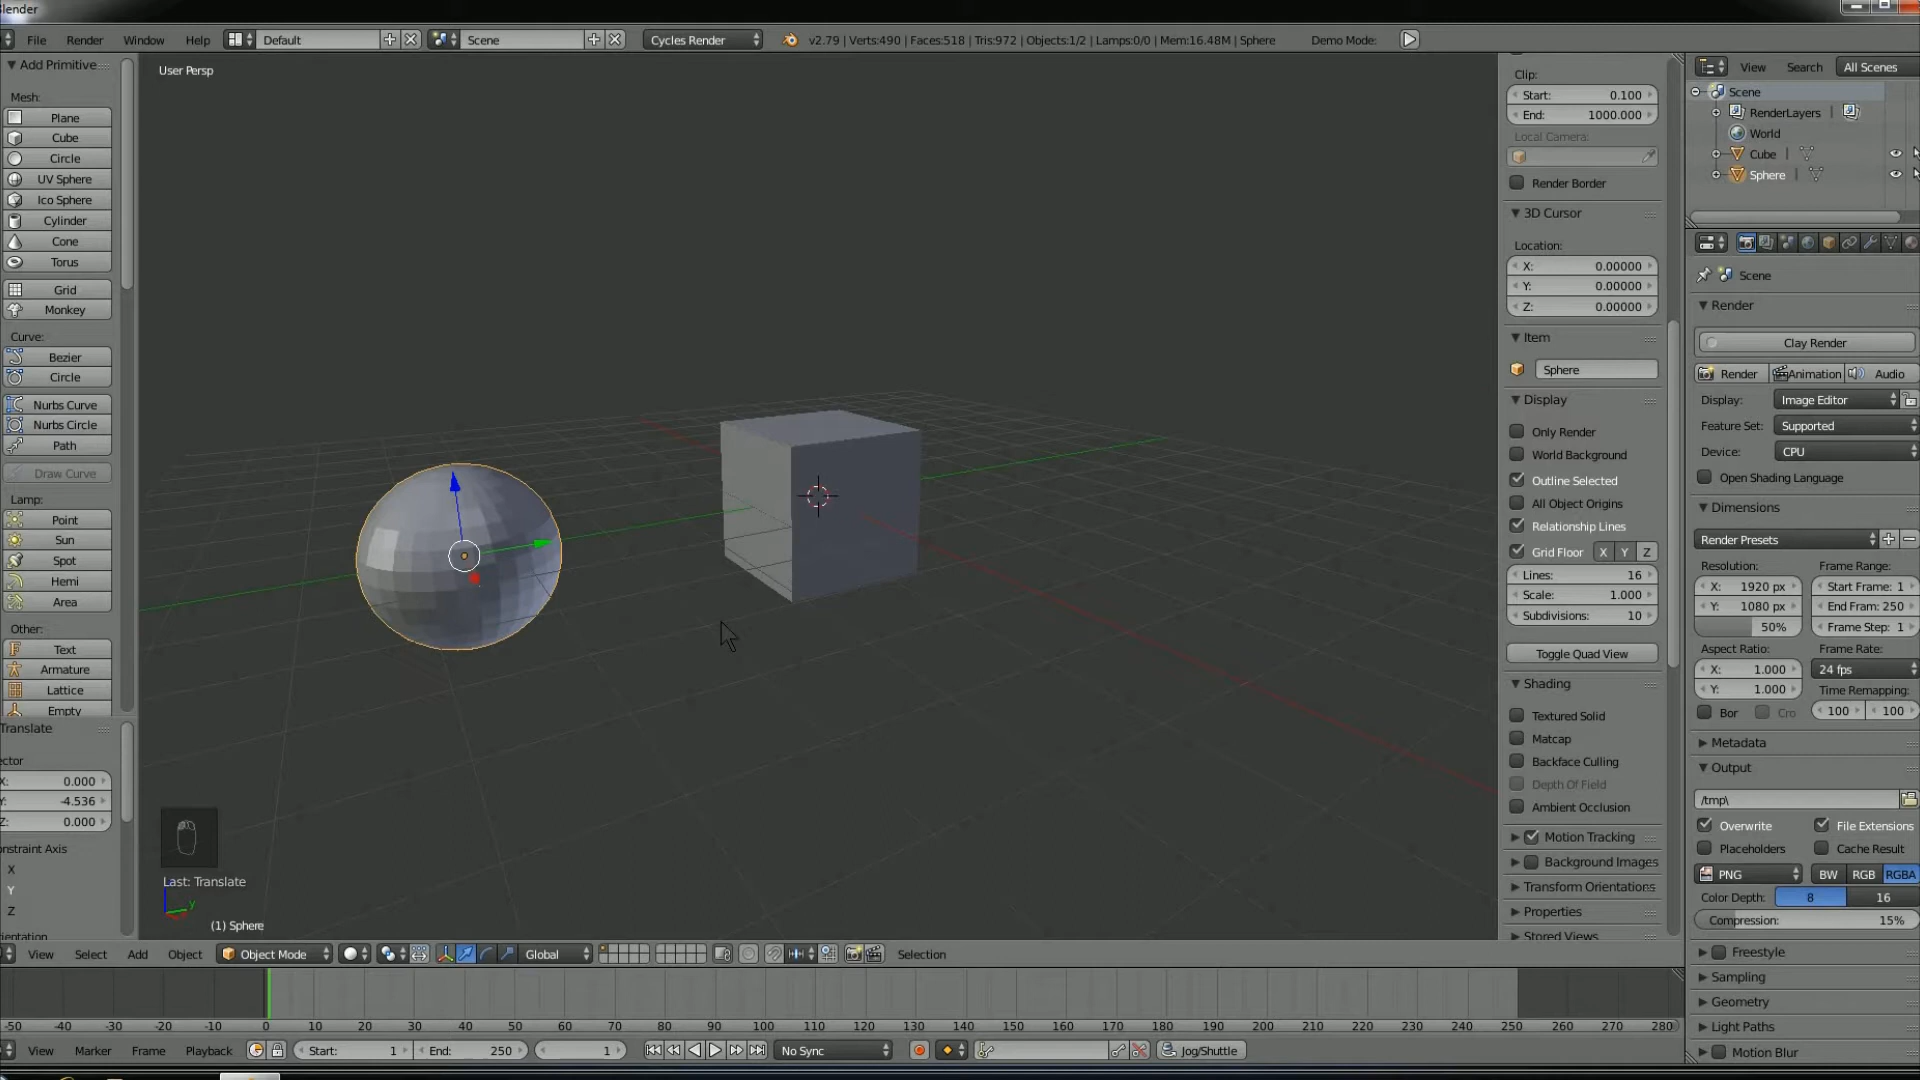 Blender
File Render Window Help Default Scene Cycles Render v2.79 | Verts:490 | Faces:518 | Tris:972 | Objects:1/2 | Lamps:0/0 | Mem:16.48M | Sphere Demo Mode:
Add Primitive
Mesh:
Plane
Cube
Circle
UV Sphere
Ico Sphere
Cylinder
Cone
Torus
Grid
Monkey
Curve:
Bezier
Circle
Nurbs Curve
Nurbs Circle
Path
Draw Curve
Lamp:
Point
Sun
Spot
Hemi
Area
Other:
Text
Armature
Lattice
Empty
Translate
ector
X: 0.000
Y: -4.536
Z: 0.000
onstraint Axis
X
Y
Z
orientation
User Persp
Last: Translate
y
(1) Sphere
Clip:
Start: 0.100
End: 1000.000
Local Camera:
Render Border
3D Cursor
Location:
X: 0.00000
Y: 0.00000
Z: 0.00000
Item
Sphere
Display
Only Render
World Background
Outline Selected
All Object Origins
Relationship Lines
Grid Floor X Y Z
Lines: 16
Scale: 1.000
Subdivisions: 10
Toggle Quad View
Shading
Textured Solid
Matcap
Backface Culling
Depth Of Field
Ambient Occlusion
Motion Tracking
Background Images
Transform Orientations
Properties
Stored Views
View Search All Scenes
Scene
RenderLayers |
World
Cube |
Sphere |
Scene
Render
Clay Render
Render Animation Audio
Display: Image Editor
Feature Set: Supported
Device: CPU
Open Shading Language
Dimensions
Render Presets
Resolution: Frame Range:
X: 1920 px Start Frame: 1
Y: 1080 px End Fram: 250
50% Frame Step: 1
Aspect Ratio: Frame Rate:
X: 1.000 24 fps
Y: 1.000 Time Remapping:
Bor Cro 100 100
Metadata
Output
/tmp\
Overwrite File Extensions
Placeholders Cache Result
PNG BW RGB RGBA
Color Depth: 8 16
Compression: 15%
Freestyle
Sampling
Geometry
Light Paths
Motion Blur
View Select Add Object Object Mode Global Selection
-50 -40 -30 -20 -10 0 10 20 30 40 50 60 70 80 90 100 110 120 130 140 150 160 170 180 190 200 210 220 230 240 250 260 270 280
View Marker Frame Playback Start: 1 End: 250 1 No Sync Jog/Shuttle